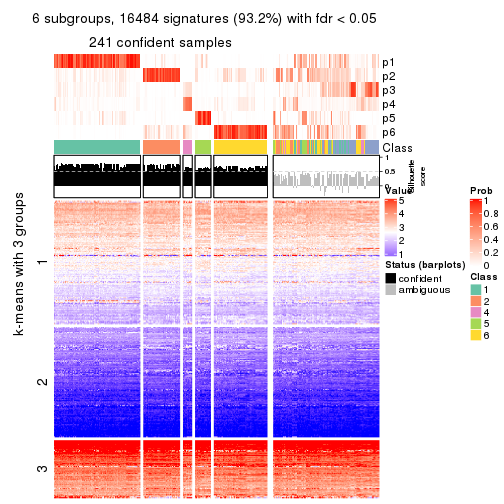 6 subgroups, 16484 signatures (93.2%) with fdr < 0.05
241 confident samples
p1
p2
p3
p4
p5
p6
Class
1
0.5
0
Silhouette score
k-means with 3 groups
1
2
3
Value
5
4
3
2
1
Status (barplots)
confident
ambiguous
Prob
1
0.8
0.6
0.4
0.2
0
Class
1
2
4
5
6